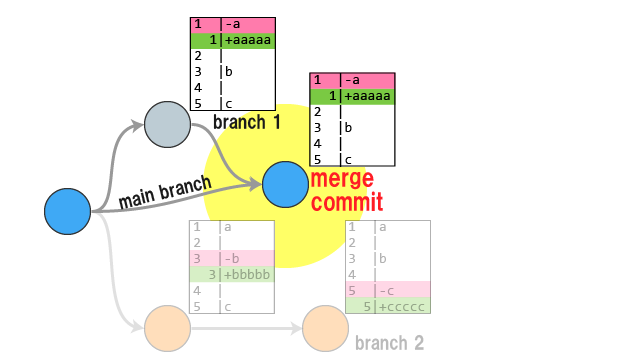 1 |-a
1|+aaaaa
2 |
3 |b
4 |
5 |c
branch 1
1 |-a
1|+aaaaa
2 |
3 |b
4 |
5 |c
main branch
merge
commit
1 |a
2 |
3 |-b
3|+bbbbb
4 |
5 |c
1 |a
2 |
3 |b
4 |
5 |-c
5|+ccccc
branch 2